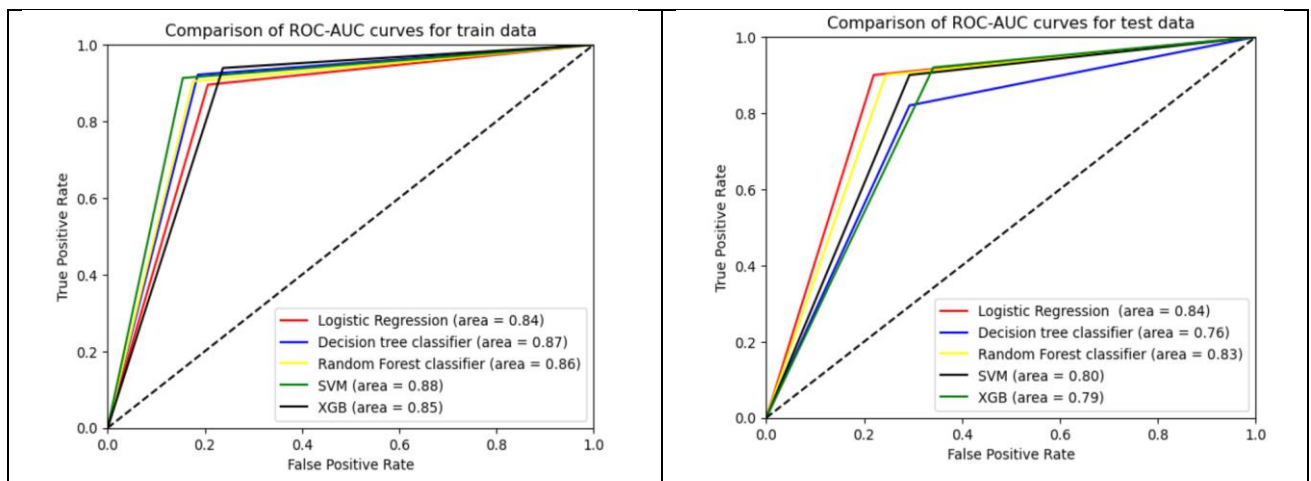 Comparison of ROC-AUC curves for train data
1.0
0.8
0.6
0.4
0.2
0.0
True Positive Rate
Logistic Regression (area = 0.84)
Decision tree classifier (area = 0.87)
Random Forest classifier (area = 0.86)
SVM (area = 0.88)
XGB (area = 0.85)
0.0 0.2 0.4 0.6 0.8 1.0
False Positive Rate
Comparison of ROC-AUC curves for test data
1.0
0.8
0.6
0.4
0.2
0.0
True Positive Rate
Logistic Regression (area = 0.84)
Decision tree classifier (area = 0.76)
Random Forest classifier (area = 0.83)
SVM (area = 0.80)
XGB (area = 0.79)
0.0 0.2 0.4 0.6 0.8 1.0
False Positive Rate